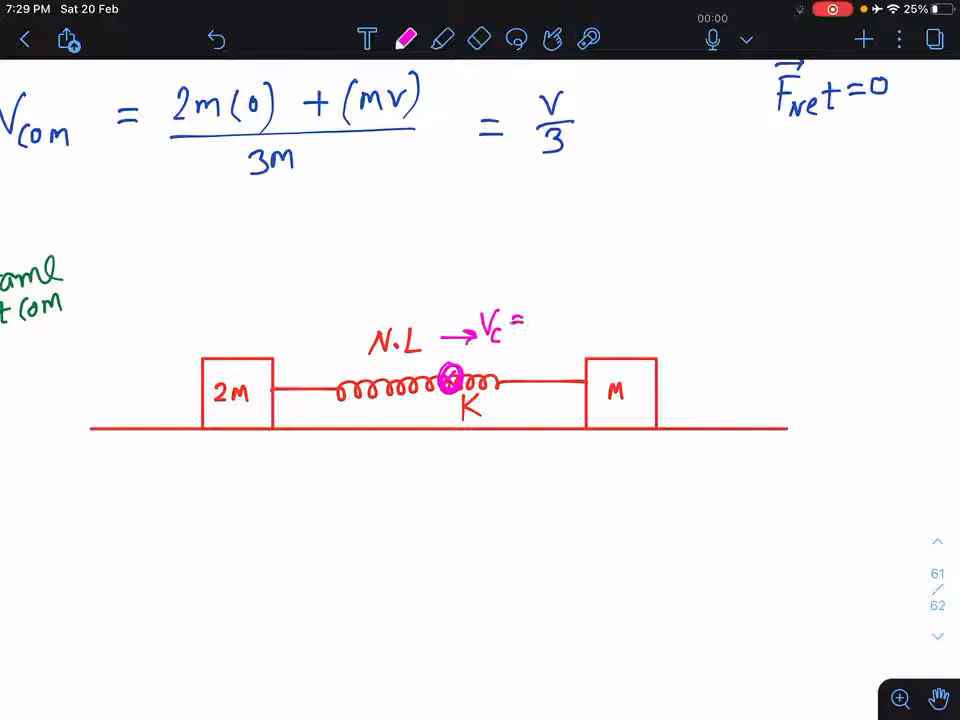 7:29 PM Sat 20 Feb
25%
00:00
T
Vcom = 2m(0) + (mv) / 3m = v/3
F⃗Net = 0
ame
t com
N.L → Vc =
2M
K
M
61
/
62